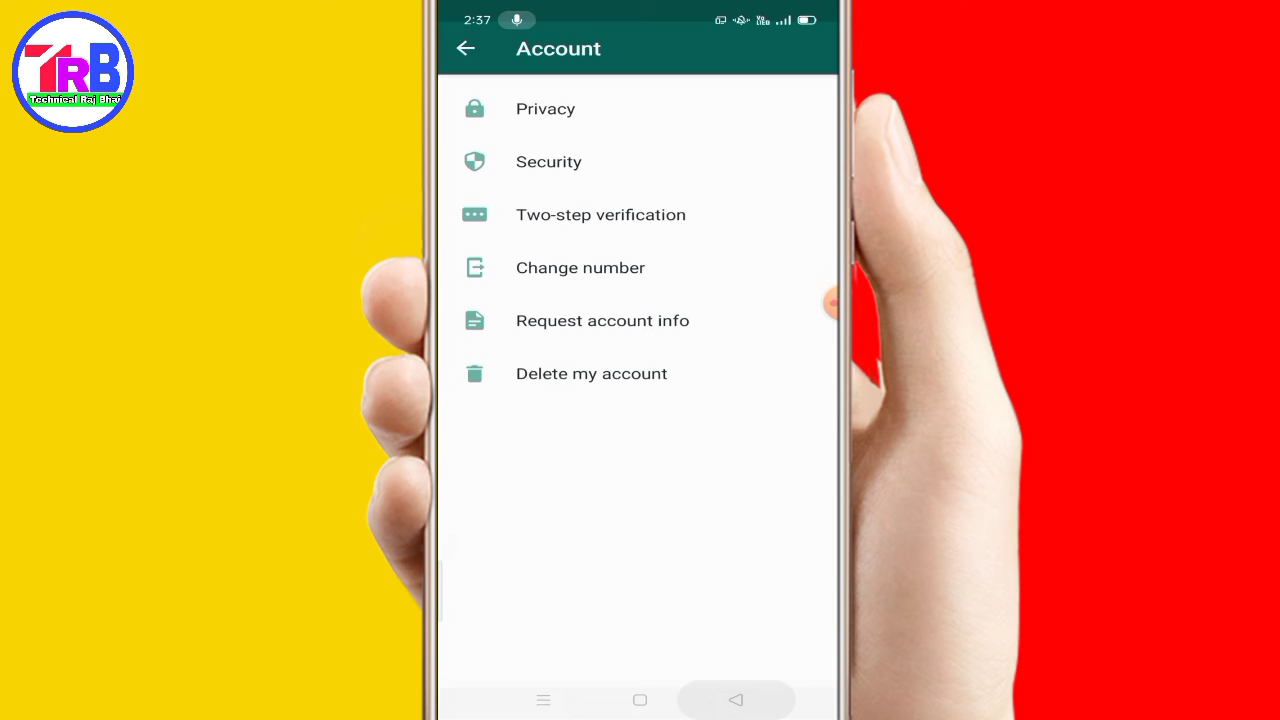 TRB
Technical Raj Bhai
2:37
Account
Privacy
Security
Two-step verification
Change number
Request account info
Delete my account